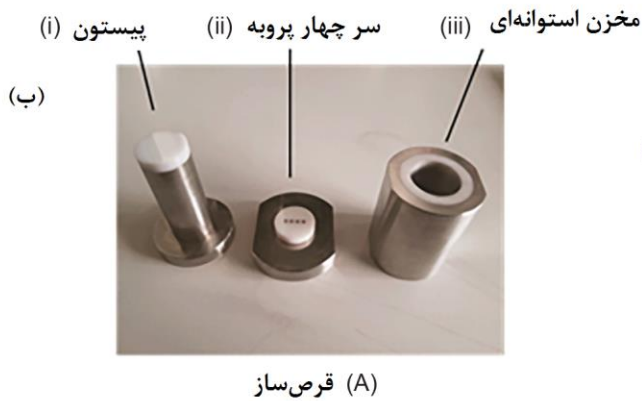 (i) پیستون (ii) سر چهار پروبه (iii) مخزن استوانه‌ای
(ب)
(A) قرص‌ساز